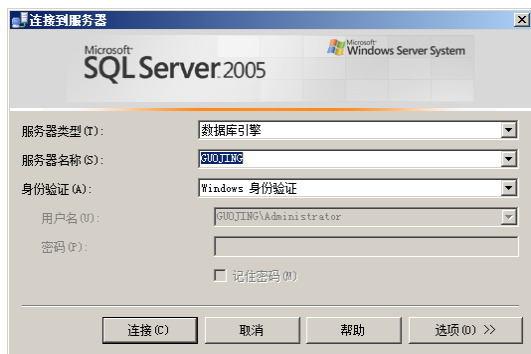 连接到服务器
Microsoft
SQL Server 2005
Microsoft
Windows Server System
服务器类型(T):
数据库引擎
服务器名称(S):
GUOJING
身份验证(A):
Windows 身份验证
用户名(U):
GUOJING\Administrator
密码(P):
记住密码(M)
连接(C)
取消
帮助
选项(O) >>